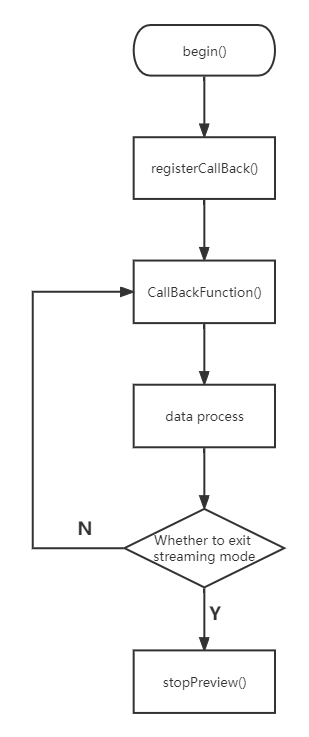 begin()
registerCallBack()
CallBackFunction()
data process
Whether to exit
streaming mode
N
Y
stopPreview()